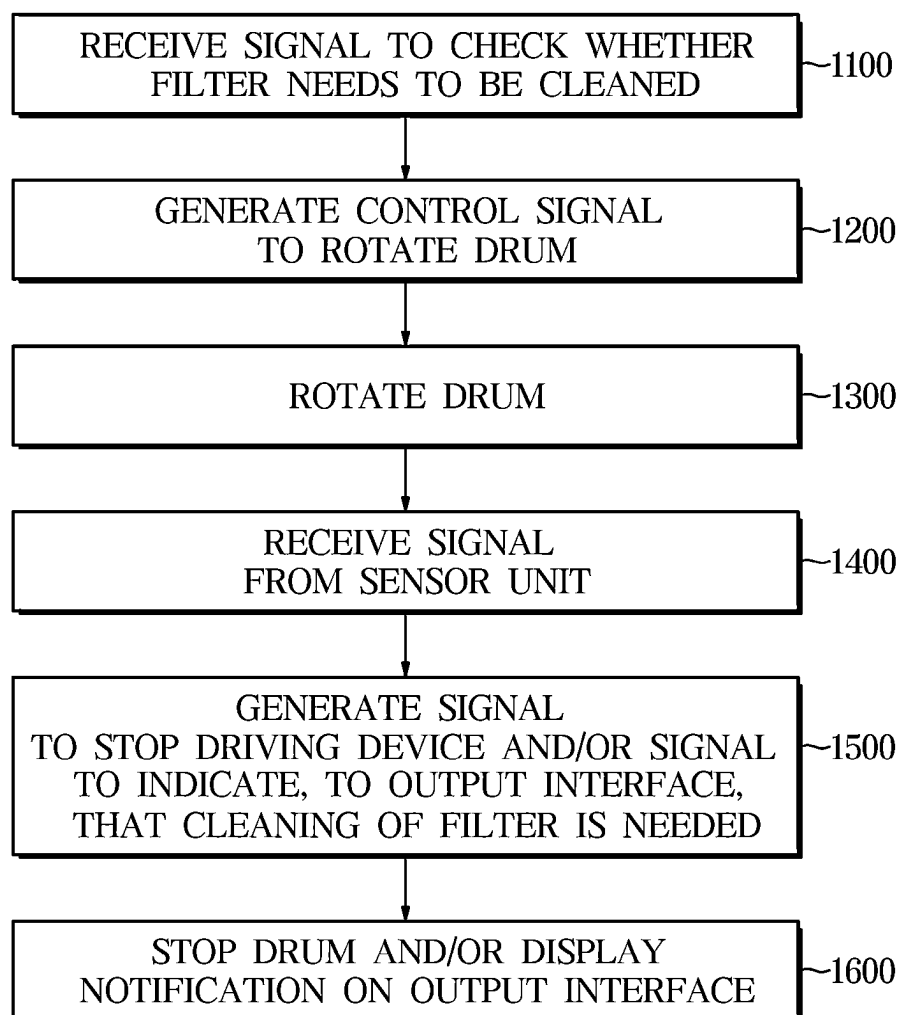 RECEIVE SIGNAL TO CHECK WHETHER
FILTER NEEDS TO BE CLEANED
1100
GENERATE CONTROL SIGNAL
TO ROTATE DRUM
1200
ROTATE DRUM
1300
RECEIVE SIGNAL
FROM SENSOR UNIT
1400
GENERATE SIGNAL
TO STOP DRIVING DEVICE AND/OR SIGNAL
TO INDICATE, TO OUTPUT INTERFACE,
THAT CLEANING OF FILTER IS NEEDED
1500
STOP DRUM AND/OR DISPLAY
NOTIFICATION ON OUTPUT INTERFACE
1600